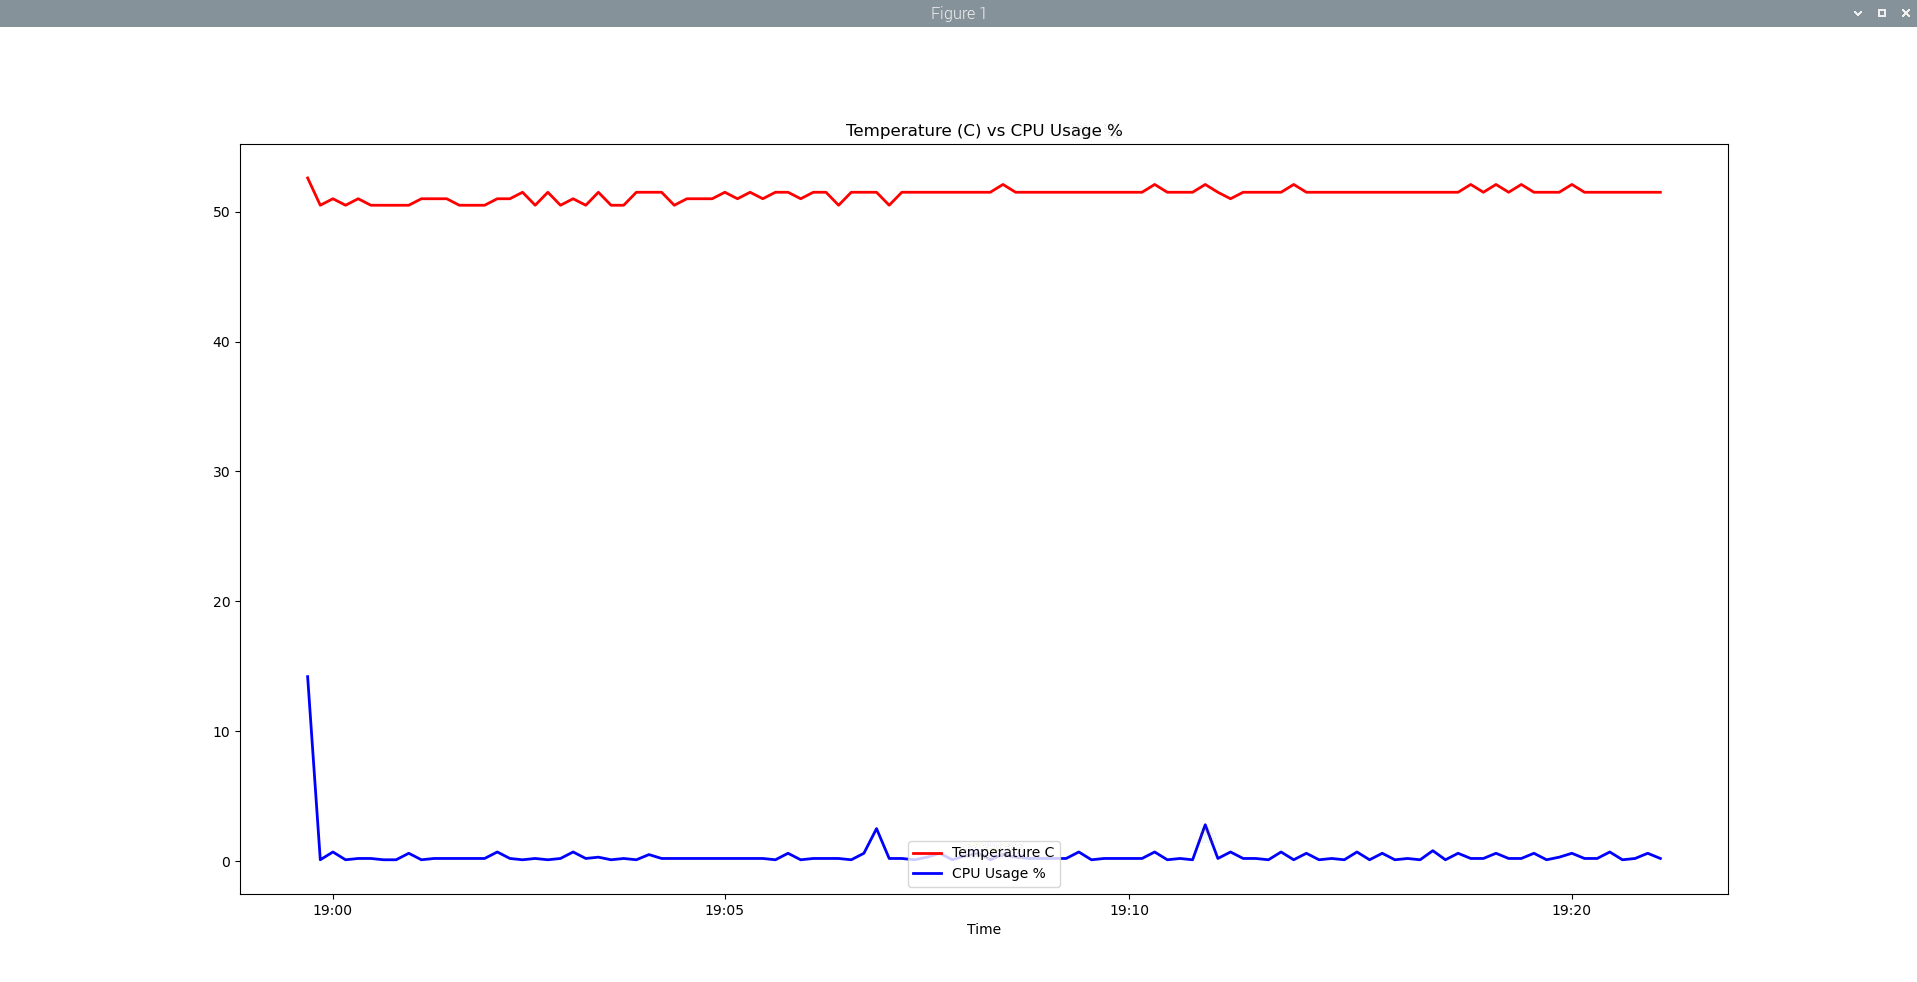 Figure 1
Temperature (C) vs CPU Usage %
50
40
30
20
10
0
Temperature C
CPU Usage %
19:00 19:05 19:10 19:20
Time